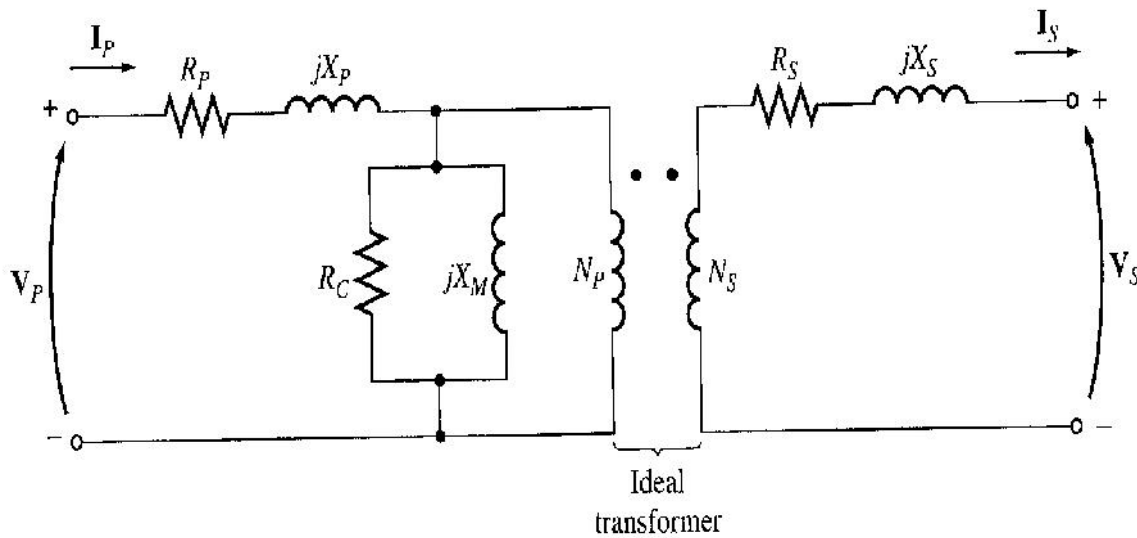 I_P
R_P
jX_P
R_S
jX_S
I_S
+
+
V_P
R_C
jX_M
N_P
N_S
V_S
−
−
Ideal
transformer